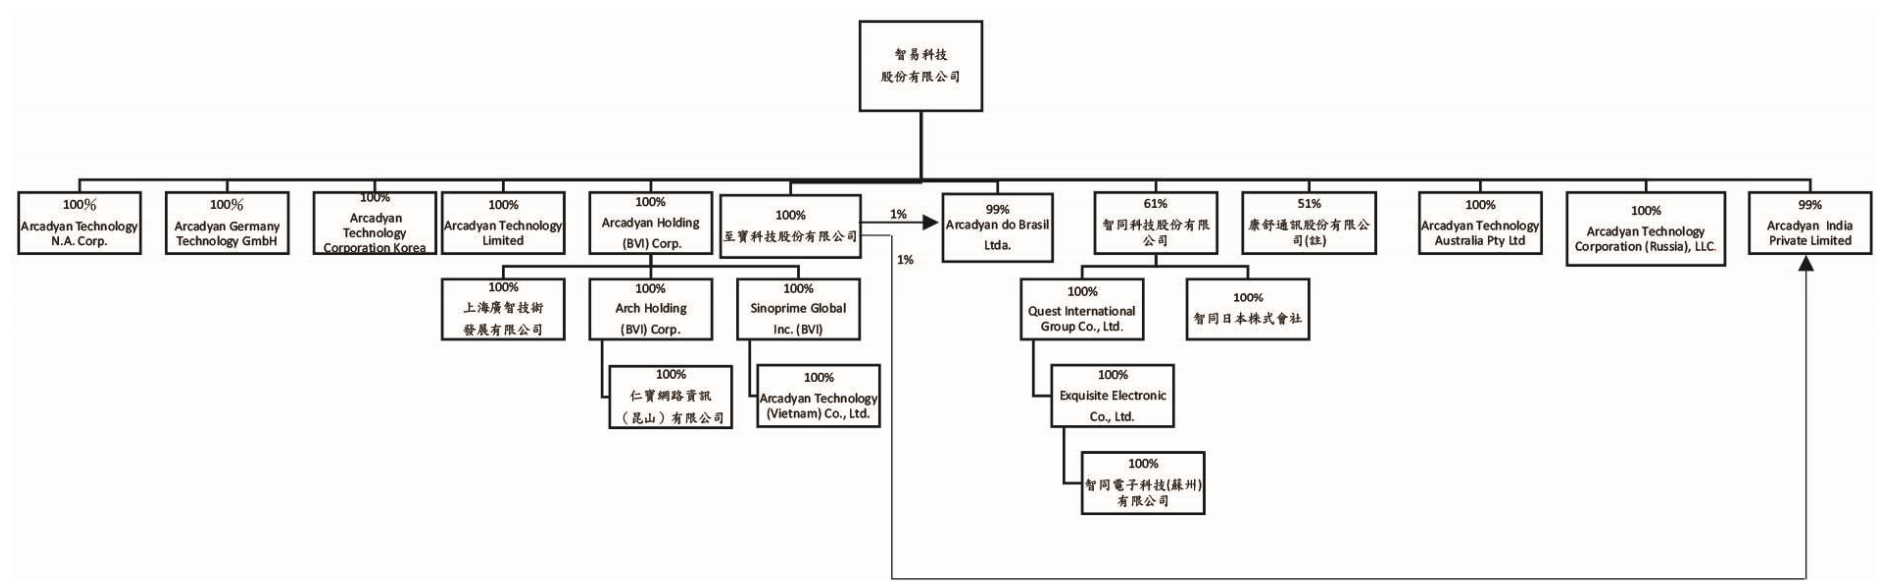 智易科技
股份有限公司
100%
Arcadyan Technology
N.A. Corp.
100%
Arcadyan Germany
Technology GmbH
100%
Arcadyan
Technology
Corporation Korea
100%
Arcadyan Technology
Limited
100%
Arcadyan Holding
(BVI) Corp.
100%
至寶科技股份有限公司
1%
1%
99%
Arcadyan do Brasil
Ltda.
61%
智同科技股份有限
公司
51%
康舒通訊股份有限公
司(註)
100%
Arcadyan Technology
Australia Pty Ltd
100%
Arcadyan Technology
Corporation (Russia), LLC.
99%
Arcadyan India
Private Limited
100%
上海廣智技術
發展有限公司
100%
Arch Holding
(BVI) Corp.
100%
Sinoprime Global
Inc. (BVI)
100%
Quest International
Group Co., Ltd.
100%
智同日本株式會社
100%
仁寶網路資訊
（昆山）有限公司
100%
Arcadyan Technology
(Vietnam) Co., Ltd.
100%
Exquisite Electronic
Co., Ltd.
100%
智同電子科技(蘇州)
有限公司